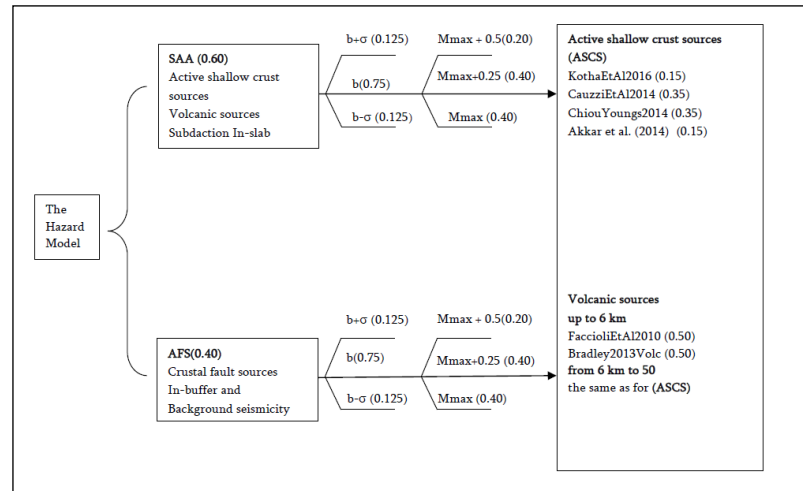 The
Hazard
Model
SAA (0.60)
Active shallow crust
sources
Volcanic sources
Subdaction In-slab
b+σ (0.125)
b(0.75)
b-σ (0.125)
Mmax + 0.5(0.20)
Mmax+0.25 (0.40)
Mmax (0.40)
AFS(0.40)
Crustal fault sources
In-buffer and
Background seismicity
b+σ (0.125)
b(0.75)
b-σ (0.125)
Mmax + 0.5(0.20)
Mmax+0.25 (0.40)
Mmax (0.40)
Active shallow crust sources
(ASCS)
KothaEtAl2016 (0.15)
CauzziEtAl2014 (0.35)
ChiouYoungs2014 (0.35)
Akkar et al. (2014) (0.15)
Volcanic sources
up to 6 km
FaccioliEtAl2010 (0.50)
Bradley2013Volc (0.50)
from 6 km to 50
the same as for (ASCS)